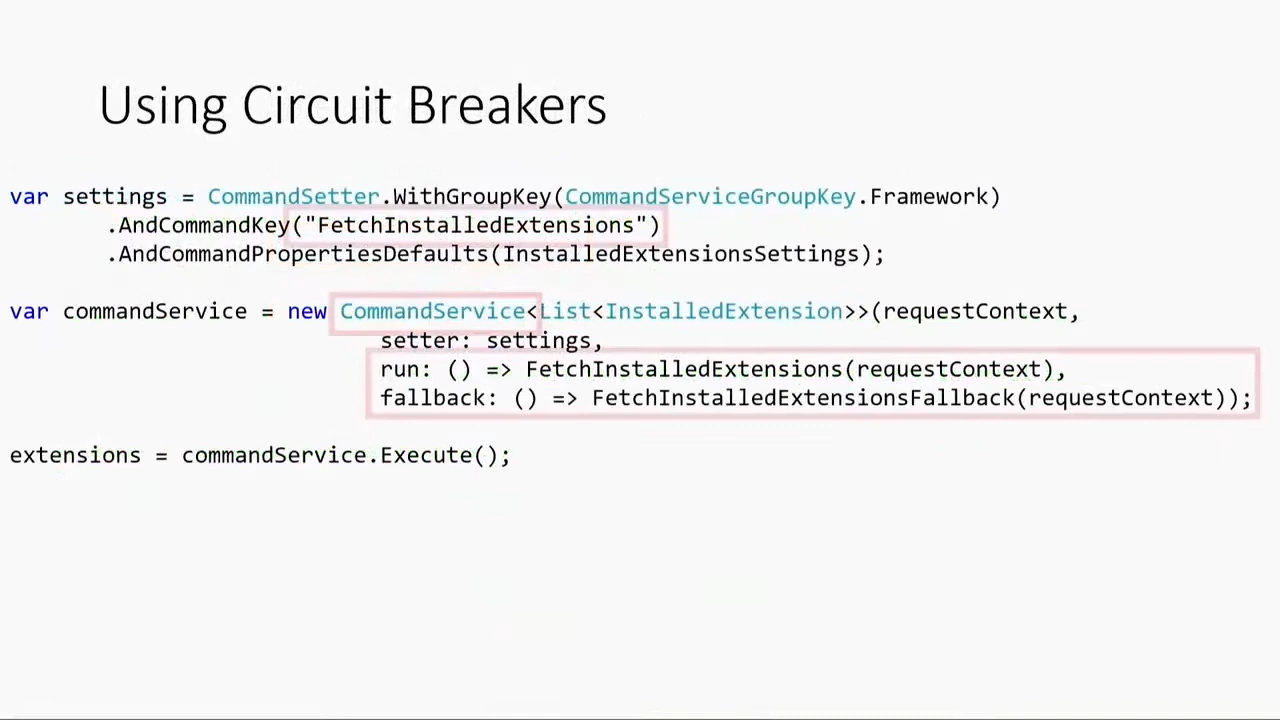 Using Circuit Breakers
var settings = CommandSetter.WithGroupKey(CommandServiceGroupKey.Framework)
.AndCommandKey("FetchInstalledExtensions")
.AndCommandPropertiesDefaults(InstalledExtensionsSettings);
var commandService = new CommandService<List<InstalledExtension>>(requestContext,
setter: settings,
run: () => FetchInstalledExtensions(requestContext),
fallback: () => FetchInstalledExtensionsFallback(requestContext));
extensions = commandService.Execute();